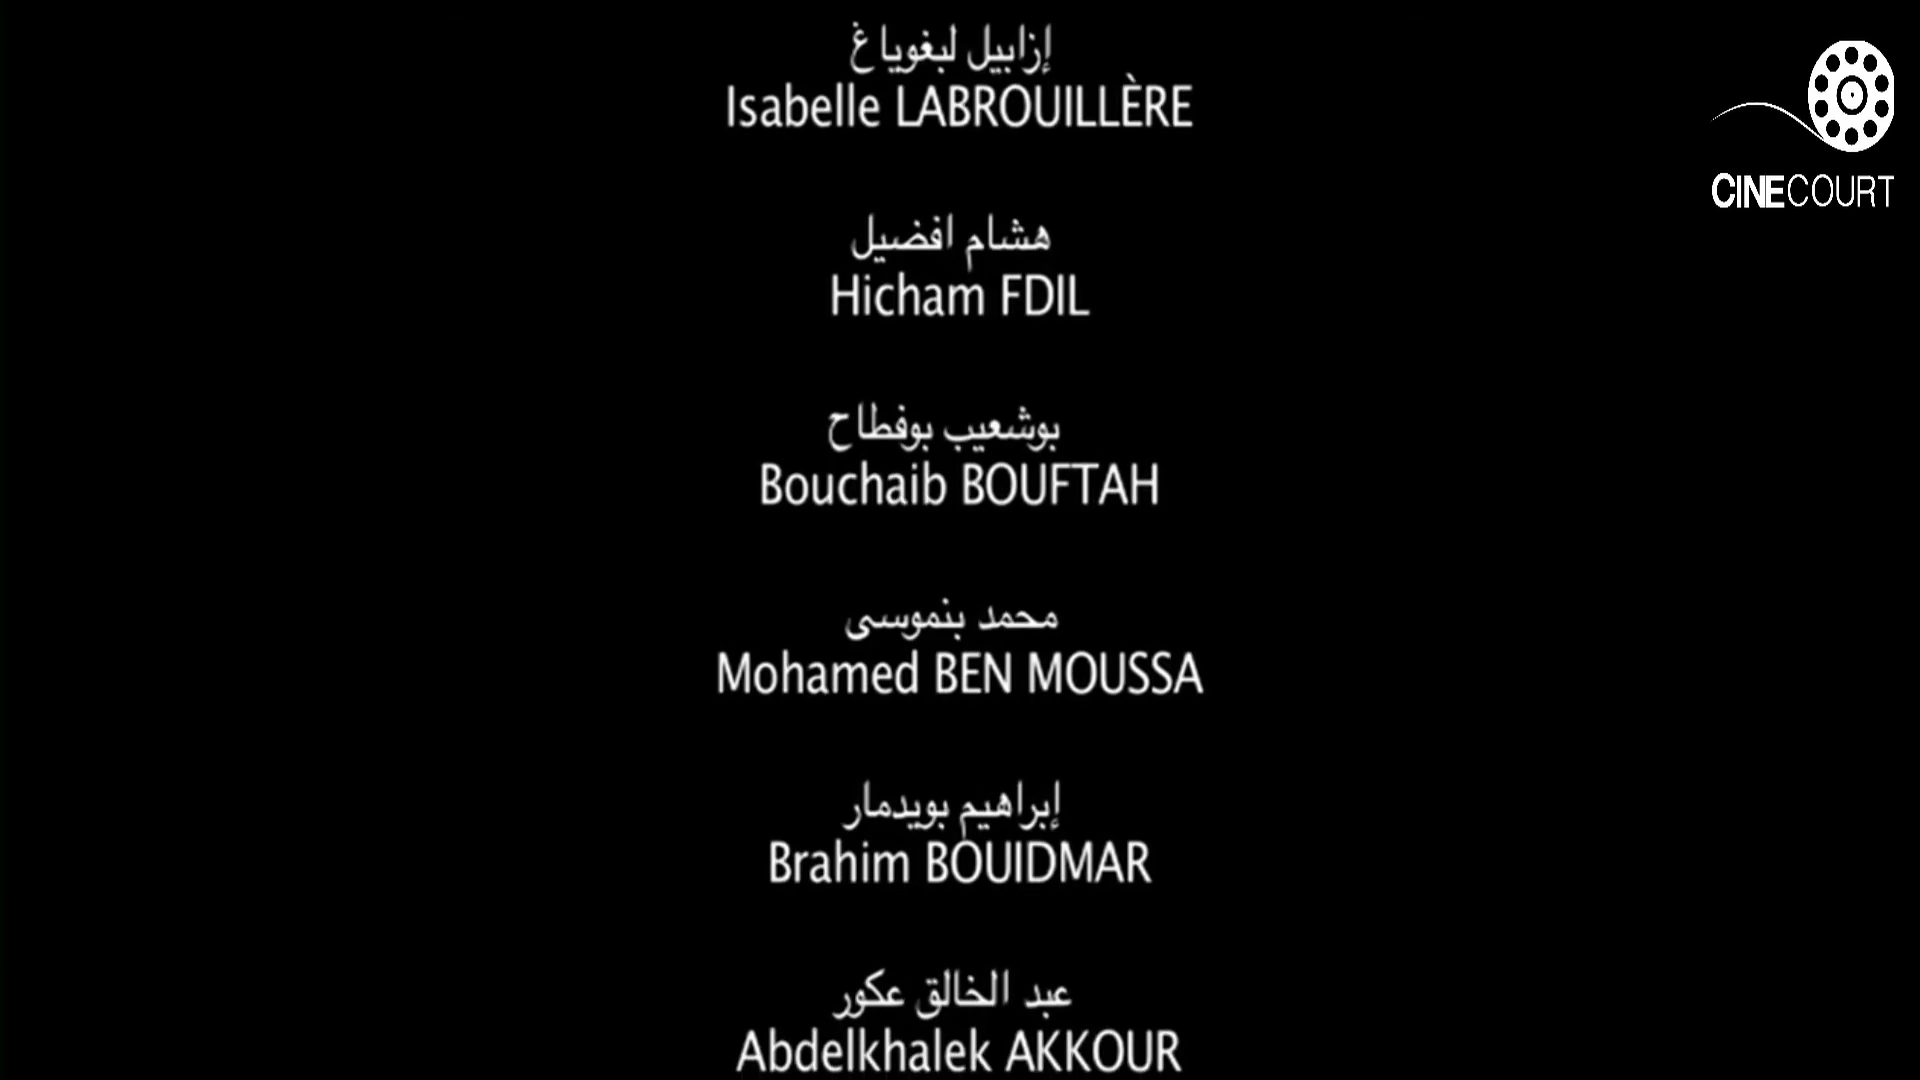 إزابيل لبغوياغ
Isabelle LABROUILLÈRE
هشام افضيل
Hicham FDIL
بوشعيب بوفطاح
Bouchaib BOUFTAH
محمد بنموسى
Mohamed BEN MOUSSA
إبراهيم بويدمار
Brahim BOUIDMAR
عبد الخالق عكور
Abdelkhalek AKKOUR
CINECOURT